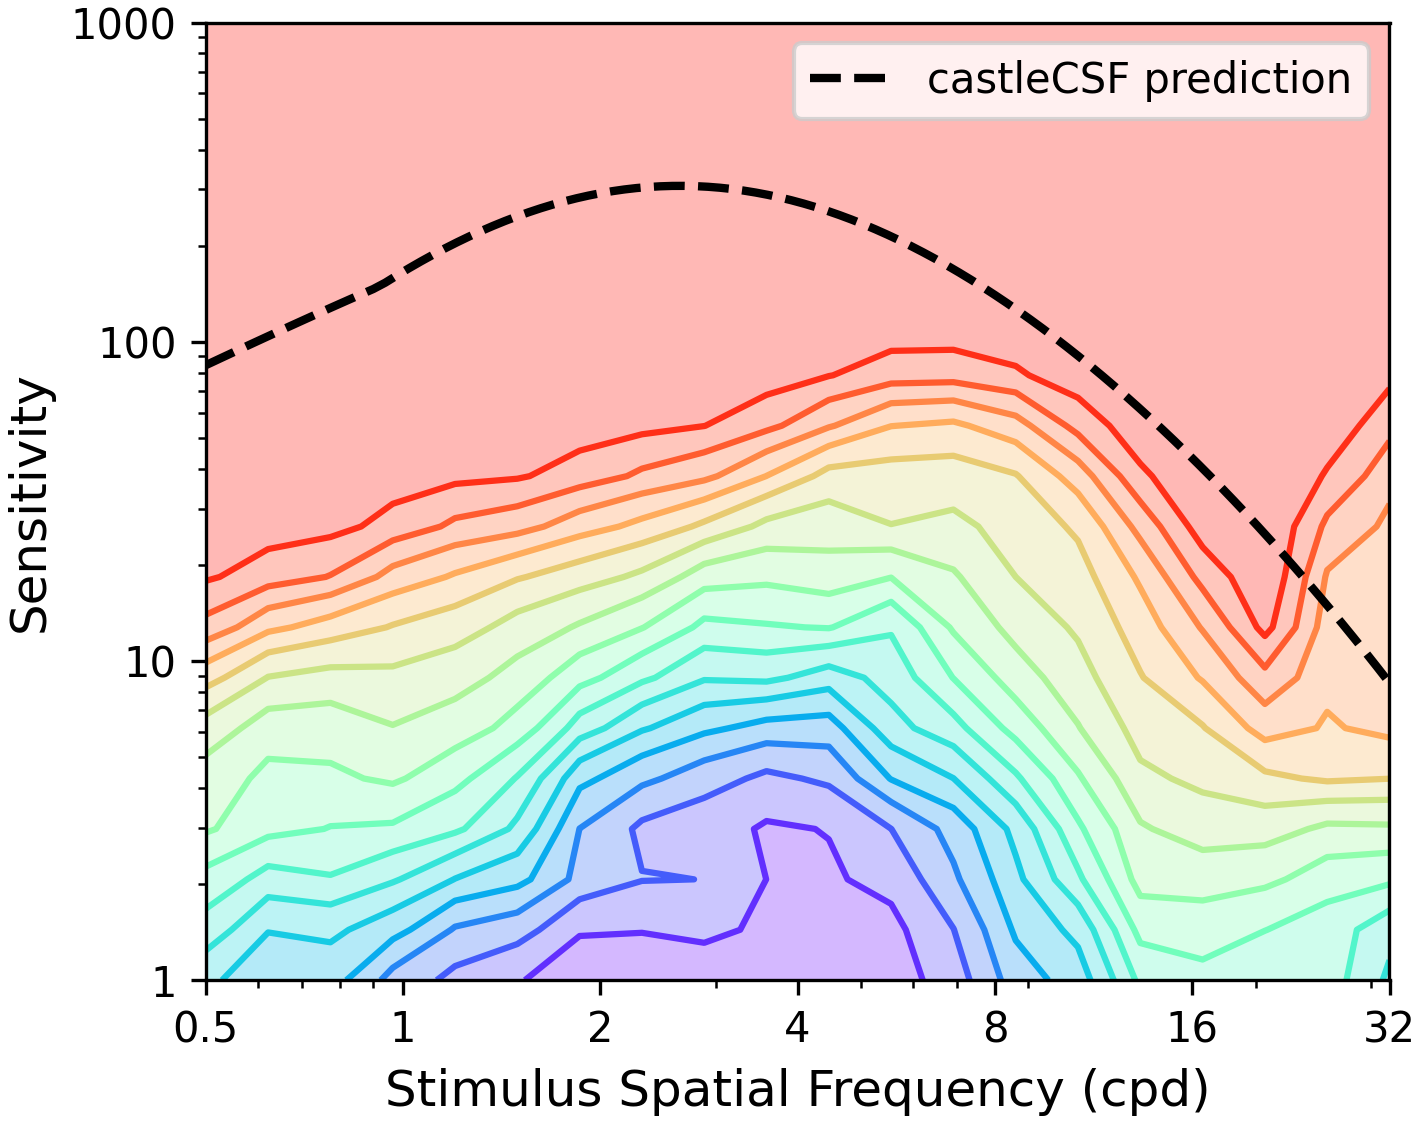 1000
castleCSF prediction
100
Sensitivity
10
1
0.5 1 2 4 8 16 32
Stimulus Spatial Frequency (cpd)